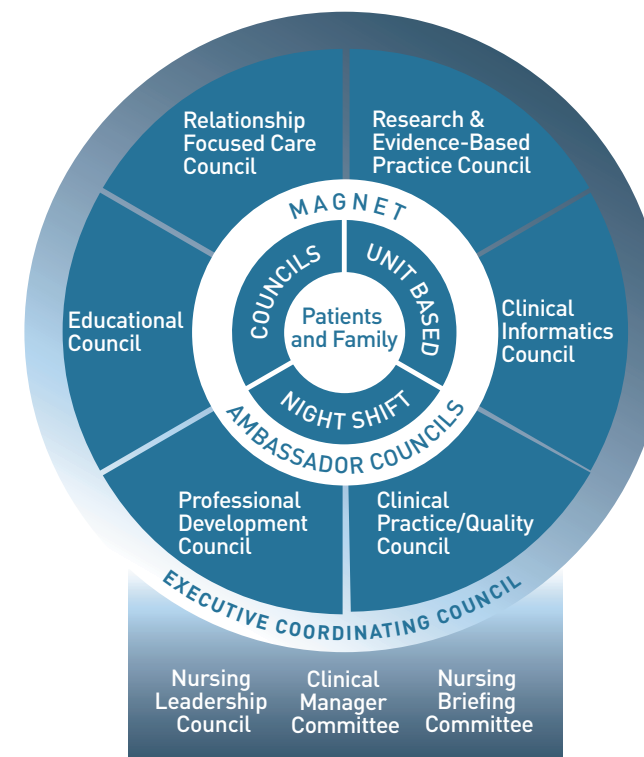 Relationship
Focused Care
Council
Research &
Evidence-Based
Practice Council
MAGNET
COUNCILS
UNIT BASED
Patients
and Family
NIGHT SHIFT
AMBASSADOR COUNCILS
Educational
Council
Clinical
Informatics
Council
Professional
Development
Council
Clinical
Practice/Quality
Council
EXECUTIVE COORDINATING COUNCIL
Nursing
Leadership
Council
Clinical
Manager
Committee
Nursing
Briefing
Committee